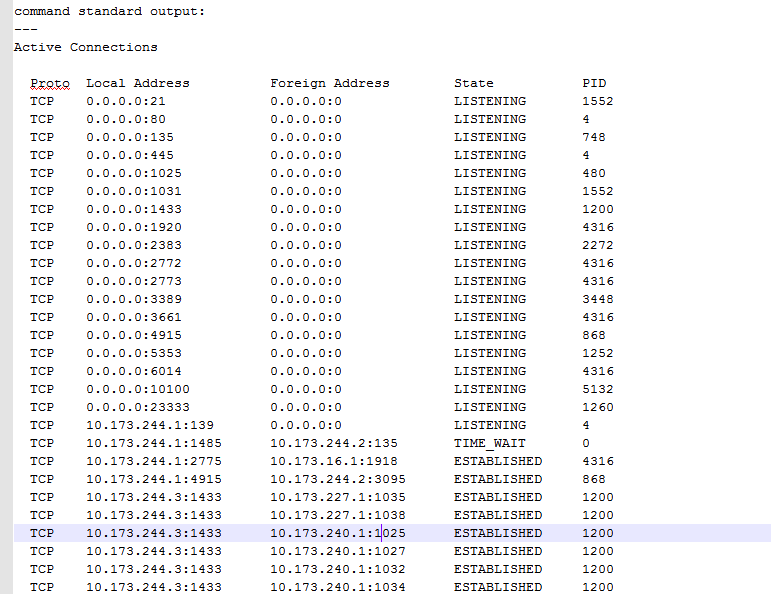 command standard output:
---
Active Connections
Proto Local Address Foreign Address State PID
TCP 0.0.0.0:21 0.0.0.0:0 LISTENING 1552
TCP 0.0.0.0:80 0.0.0.0:0 LISTENING 4
TCP 0.0.0.0:135 0.0.0.0:0 LISTENING 748
TCP 0.0.0.0:445 0.0.0.0:0 LISTENING 4
TCP 0.0.0.0:1025 0.0.0.0:0 LISTENING 480
TCP 0.0.0.0:1031 0.0.0.0:0 LISTENING 1552
TCP 0.0.0.0:1433 0.0.0.0:0 LISTENING 1200
TCP 0.0.0.0:1920 0.0.0.0:0 LISTENING 4316
TCP 0.0.0.0:2383 0.0.0.0:0 LISTENING 2272
TCP 0.0.0.0:2772 0.0.0.0:0 LISTENING 4316
TCP 0.0.0.0:2773 0.0.0.0:0 LISTENING 4316
TCP 0.0.0.0:3389 0.0.0.0:0 LISTENING 3448
TCP 0.0.0.0:3661 0.0.0.0:0 LISTENING 4316
TCP 0.0.0.0:4915 0.0.0.0:0 LISTENING 868
TCP 0.0.0.0:5353 0.0.0.0:0 LISTENING 1252
TCP 0.0.0.0:6014 0.0.0.0:0 LISTENING 4316
TCP 0.0.0.0:10100 0.0.0.0:0 LISTENING 5132
TCP 0.0.0.0:23333 0.0.0.0:0 LISTENING 1260
TCP 10.173.244.1:139 0.0.0.0:0 LISTENING 4
TCP 10.173.244.1:1485 10.173.244.2:135 TIME_WAIT 0
TCP 10.173.244.1:2775 10.173.16.1:1918 ESTABLISHED 4316
TCP 10.173.244.1:4915 10.173.244.2:3095 ESTABLISHED 868
TCP 10.173.244.3:1433 10.173.227.1:1035 ESTABLISHED 1200
TCP 10.173.244.3:1433 10.173.227.1:1038 ESTABLISHED 1200
TCP 10.173.244.3:1433 10.173.240.1:1025 ESTABLISHED 1200
TCP 10.173.244.3:1433 10.173.240.1:1027 ESTABLISHED 1200
TCP 10.173.244.3:1433 10.173.240.1:1032 ESTABLISHED 1200
TCP 10.173.244.3:1433 10.173.240.1:1034 ESTABLISHED 1200